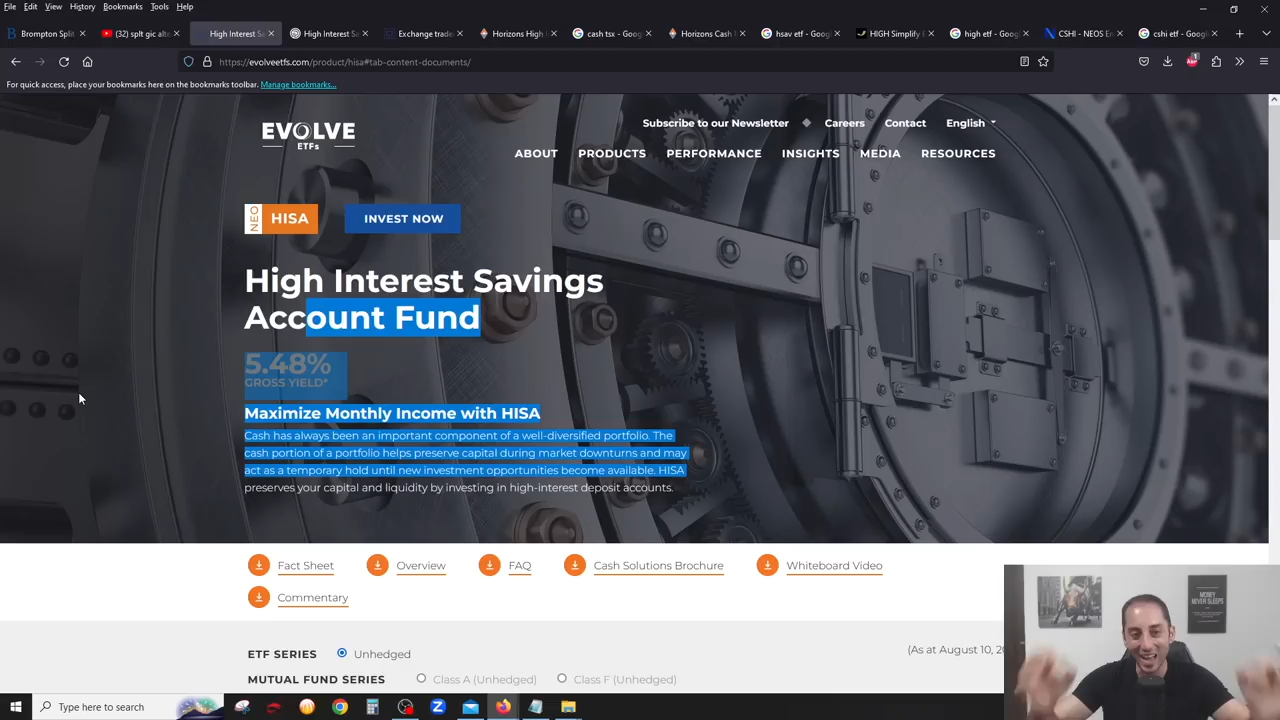 File Edit View History Bookmarks Tools Help
Brompton Split
(32) splt gic alte
High Interest Sa
High Interest Sa
Exchange trade
Horizons High
cash tsx - Goog
Horizons Cash
hsav etf - Goog
HIGH Simplify E
high etf - Googl
CSHI - NEOS En
cshi etf - Googl
https://evolveetfs.com/product/hisa#tab-content-documents/
For quick access, place your bookmarks here on the bookmarks toolbar. Manage bookmarks...
Subscribe to our Newsletter Careers Contact English
EVOLVE
ETFs
ABOUT PRODUCTS PERFORMANCE INSIGHTS MEDIA RESOURCES
NEO HISA INVEST NOW
High Interest Savings
Account Fund
5.48%
GROSS YIELD*
Maximize Monthly Income with HISA
Cash has always been an important component of a well-diversified portfolio. The
cash portion of a portfolio helps preserve capital during market downturns and may
act as a temporary hold until new investment opportunities become available. HISA
preserves your capital and liquidity by investing in high-interest deposit accounts.
Fact Sheet Overview FAQ Cash Solutions Brochure Whiteboard Video
Commentary
ETF SERIES Unhedged
(As at August 10, 20
MUTUAL FUND SERIES Class A (Unhedged) Class F (Unhedged)
MONEY
NEVER SLEEPS
Type here to search